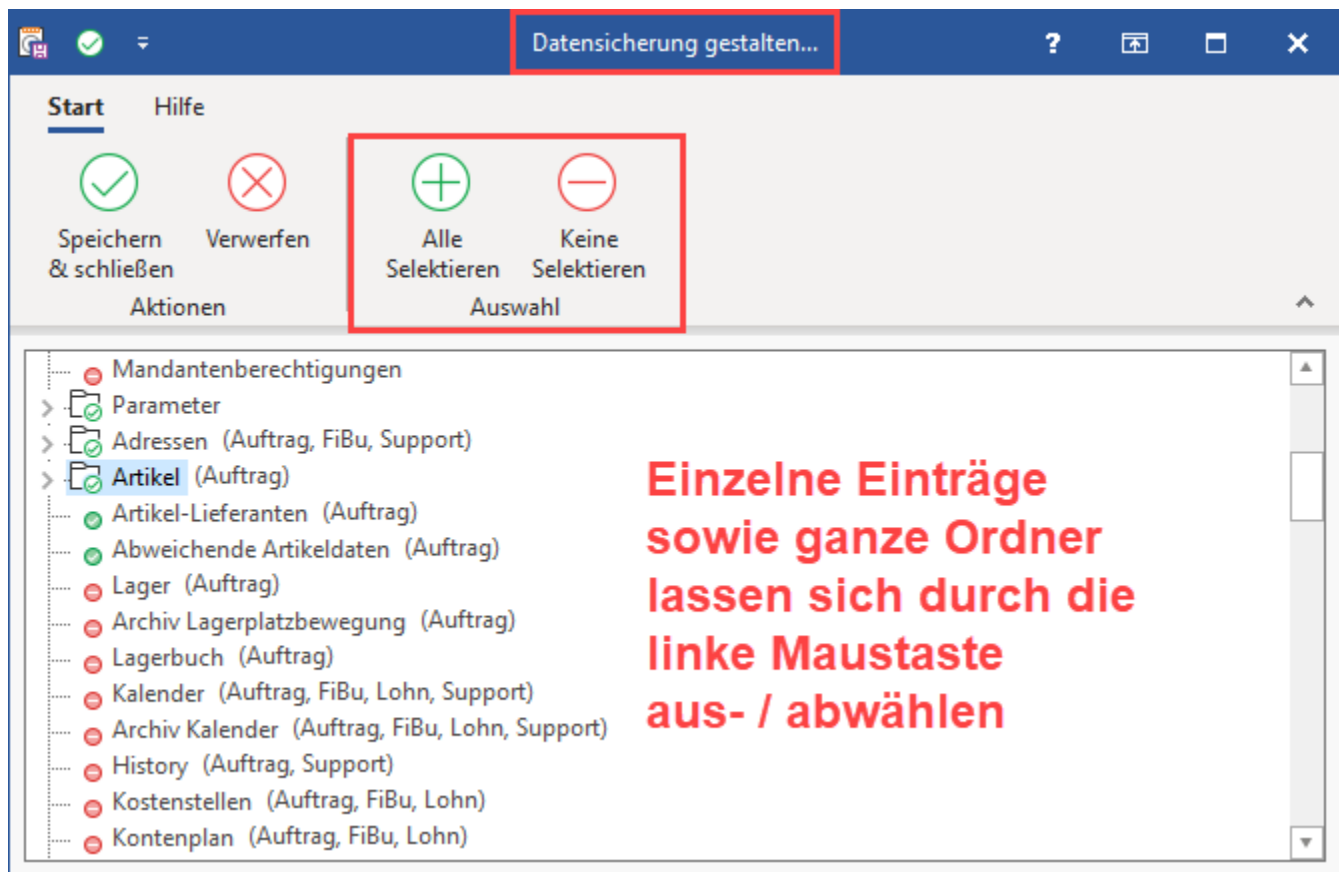 Datensicherung gestalten...
?
Start Hilfe
Speichern
& schließen
Verwerfen
Alle
Selektieren
Keine
Selektieren
Aktionen
Auswahl
Mandantenberechtigungen
Parameter
Adressen (Auftrag, FiBu, Support)
Artikel (Auftrag)
Artikel-Lieferanten (Auftrag)
Abweichende Artikeldaten (Auftrag)
Lager (Auftrag)
Archiv Lagerplatzbewegung (Auftrag)
Lagerbuch (Auftrag)
Kalender (Auftrag, FiBu, Lohn, Support)
Archiv Kalender (Auftrag, FiBu, Lohn, Support)
History (Auftrag, Support)
Kostenstellen (Auftrag, FiBu, Lohn)
Kontenplan (Auftrag, FiBu, Lohn)
Einzelne Einträge
sowie ganze Ordner
lassen sich durch die
linke Maustaste
aus- / abwählen